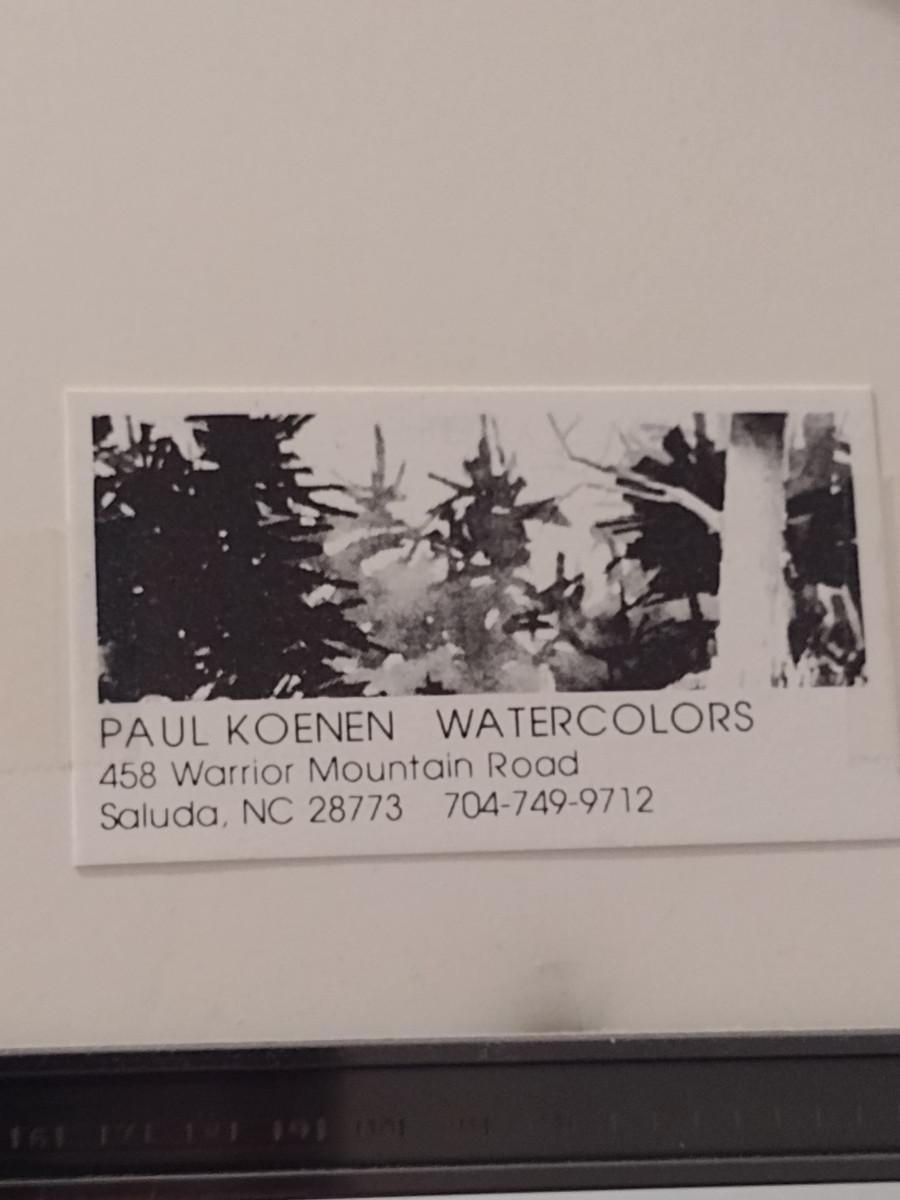 PAUL KOENEN WATERCOLORS
458 Warrior Mountain Road
Saluda, NC 28773 704-749-9712